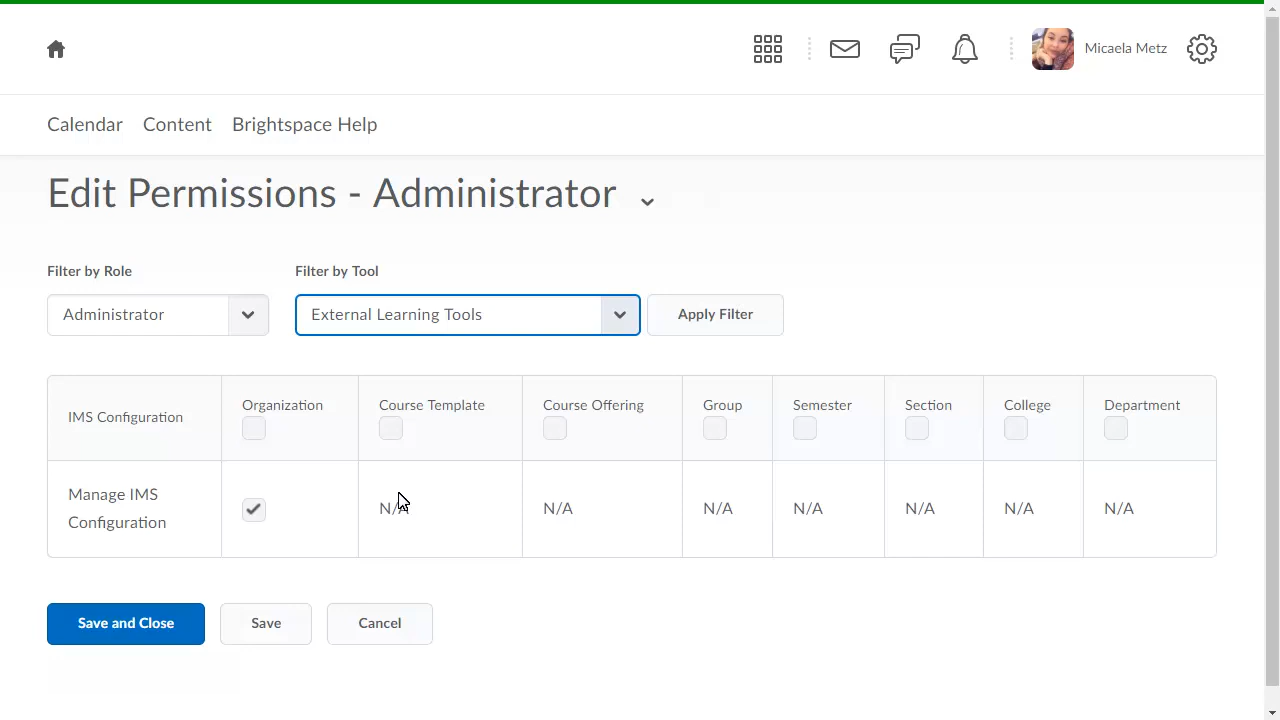 Micaela Metz
Calendar Content Brightspace Help
Edit Permissions - Administrator
Filter by Role Filter by Tool
Administrator External Learning Tools Apply Filter
IMS Configuration Organization Course Template Course Offering Group Semester Section College Department
Manage IMS
Configuration
N/A N/A N/A N/A N/A N/A N/A
Save and Close Save Cancel